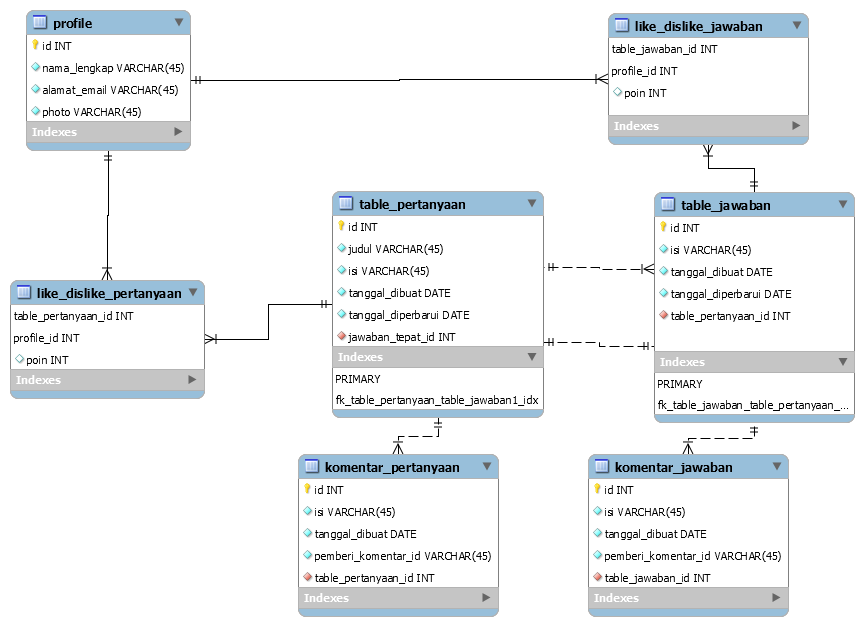 profile
id INT
nama_lengkap VARCHAR(45)
alamat_email VARCHAR(45)
photo VARCHAR(45)
Indexes
like_dislike_jawaban
table_jawaban_id INT
profile_id INT
poin INT
Indexes
like_dislike_pertanyaan
table_pertanyaan_id INT
profile_id INT
poin INT
Indexes
table_pertanyaan
id INT
judul VARCHAR(45)
isi VARCHAR(45)
tanggal_dibuat DATE
tanggal_diperbarui DATE
jawaban_tepat_id INT
Indexes
PRIMARY
fk_table_pertanyaan_table_jawaban1_idx
table_jawaban
id INT
isi VARCHAR(45)
tanggal_dibuat DATE
tanggal_diperbarui DATE
table_pertanyaan_id INT
Indexes
PRIMARY
fk_table_jawaban_table_pertanyaan_...
komentar_pertanyaan
id INT
isi VARCHAR(45)
tanggal_dibuat DATE
pemberi_komentar_id VARCHAR(45)
table_pertanyaan_id INT
Indexes
komentar_jawaban
id INT
isi VARCHAR(45)
tanggal_dibuat DATE
pemberi_komentar_id VARCHAR(45)
table_jawaban_id INT
Indexes